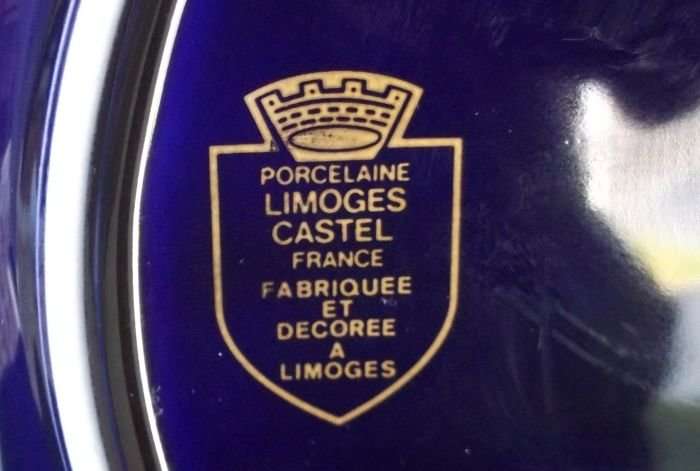 PORCELAINE
LIMOGES
CASTEL
FRANCE
FABRIQUEE
ET
DECOREE
A
LIMOGES